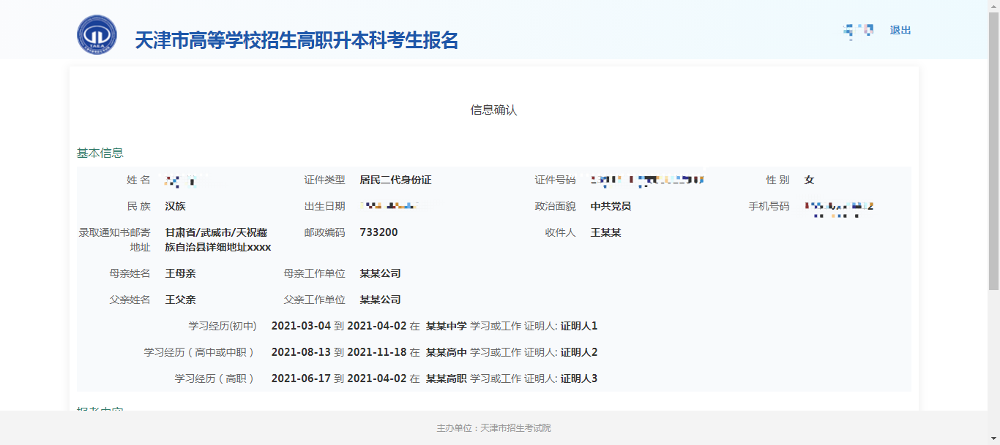 天津市高等学校招生高职升本科考生报名
退出
信息确认
基本信息
姓 名 证件类型 居民二代身份证 证件号码 性 别 女
民 族 汉族 出生日期 政治面貌 中共党员 手机号码
录取通知书邮寄 甘肃省/武威市/天祝藏 邮政编码 733200 收件人 王某某
地址 族自治县详细地址xxxx
母亲姓名 王母亲 母亲工作单位 某某公司
父亲姓名 王父亲 父亲工作单位 某某公司
学习经历(初中) 2021-03-04 到 2021-04-02 在 某某中学 学习或工作 证明人: 证明人1
学习经历（高中或中职） 2021-08-13 到 2021-11-18 在 某某高中 学习或工作 证明人: 证明人2
学习经历（高职） 2021-06-17 到 2021-04-02 在 某某高职 学习或工作 证明人: 证明人3
主办单位：天津市招生考试院